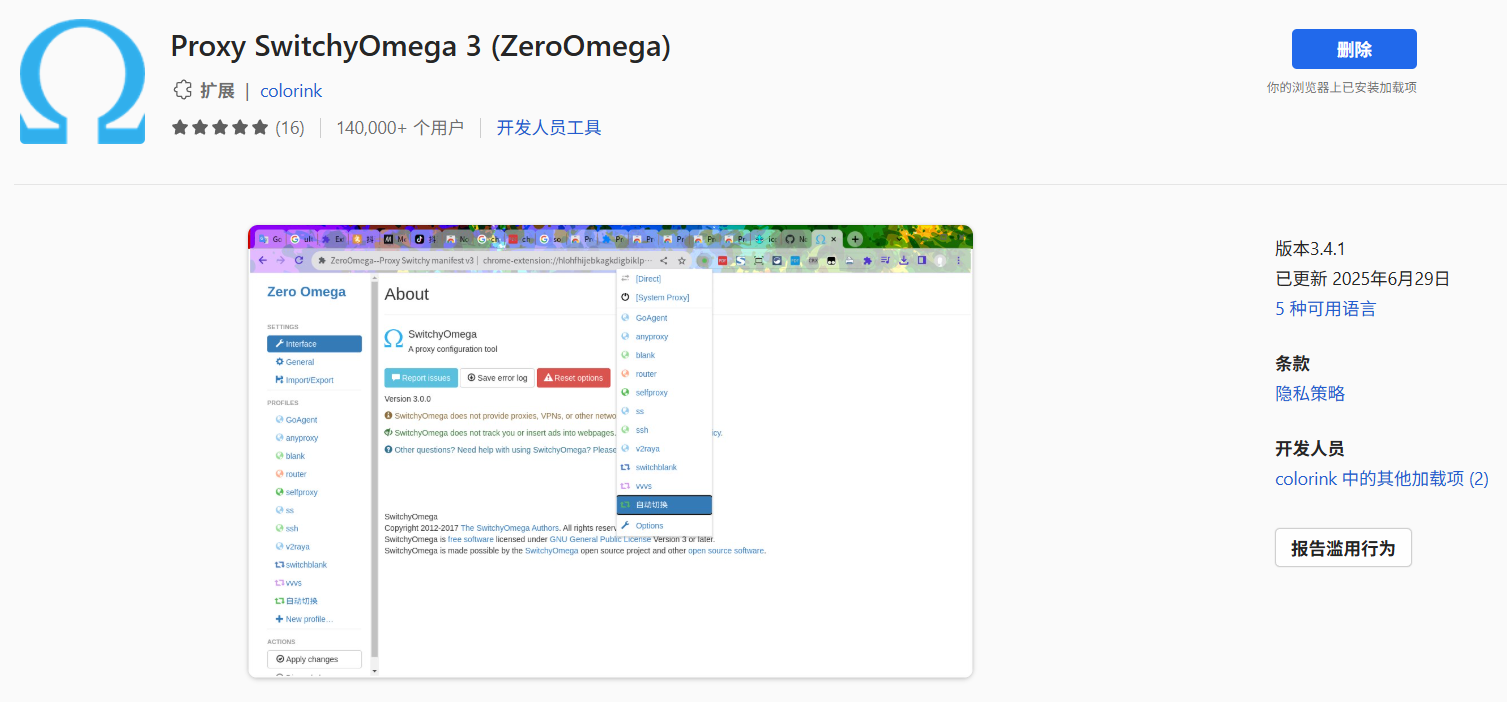 Proxy SwitchyOmega 3 (ZeroOmega)
扩展 | colorink
(16) 140,000+ 个用户 开发人员工具
删除
你的浏览器上已安装加载项
ZeroOmega--Proxy Switchy manifest v3 | chrome-extension://hlohfhijebkagkdigbiklp···
Zero Omega
SETTINGS
Interface
General
Import/Export
PROFILES
GoAgent
anyproxy
blank
router
selfproxy
ss
ssh
v2raya
switchblank
vvvs
自动切换
New profile...
ACTIONS
Apply changes
About
SwitchyOmega
A proxy configuration tool
Report issues
Save error log
Reset options
Version 3.0.0
SwitchyOmega does not provide proxies, VPNs, or other
SwitchyOmega does not track you or insert ads into webpages.
Other questions? Need help with using SwitchyOmega? Please
SwitchyOmega
Copyright 2012-2017 The SwitchyOmega Authors. All rights
SwitchyOmega is free software licensed under GNU General Public License Version 3 or later.
SwitchyOmega is made possible by the SwitchyOmega open source project and other open source software.
[Direct]
[System Proxy]
GoAgent
anyproxy
blank
router
selfproxy
ss
ssh
v2raya
switchblank
vvvs
自动切换
Options
版本3.4.1
已更新 2025年6月29日
5 种可用语言
条款
隐私策略
开发人员
colorink 中的其他加载项 (2)
报告滥用行为